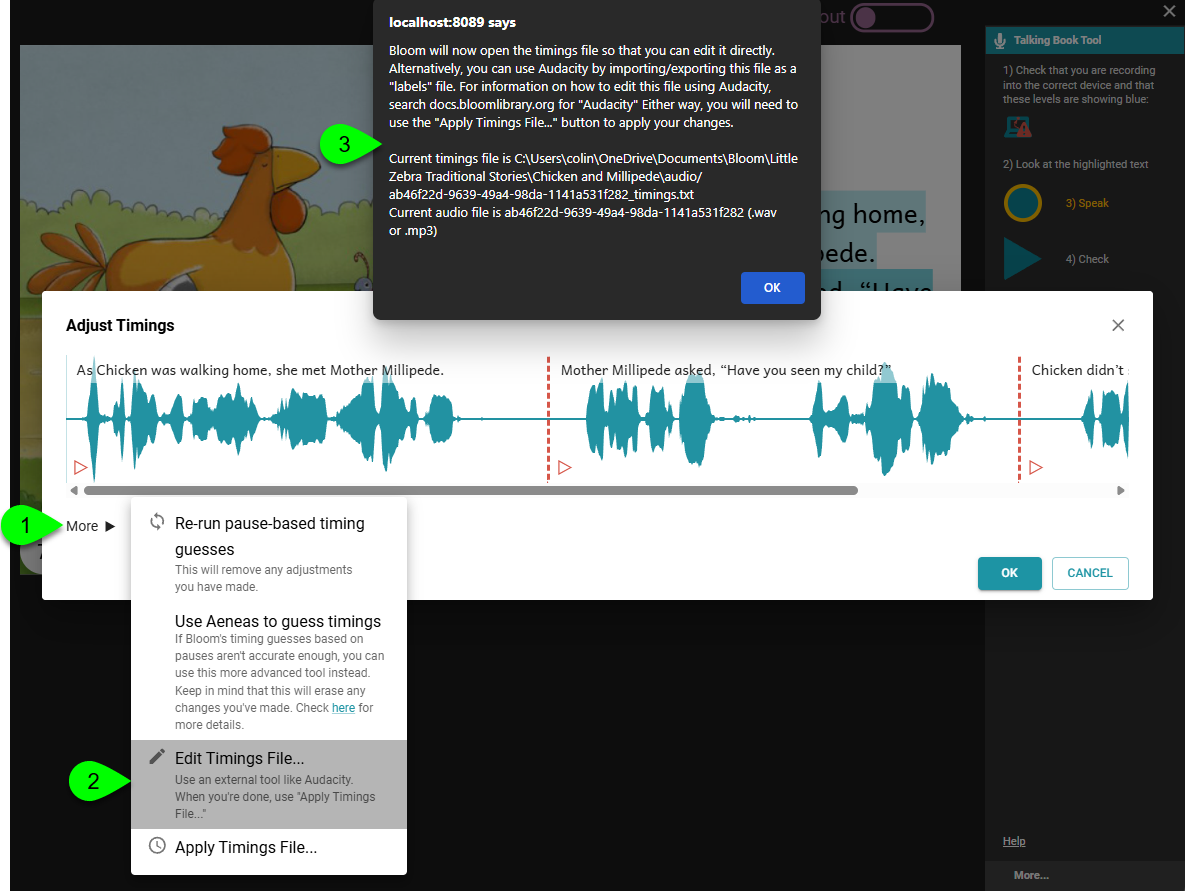 localhost:8089 says
Bloom will now open the timings file so that you can edit it directly.
Alternatively, you can use Audacity by importing/exporting this file as a
"labels" file. For information on how to edit this file using Audacity,
search docs.bloomlibrary.org for "Audacity" Either way, you will need to
use the "Apply Timings File..." button to apply your changes.
Current timings file is C:\Users\colin\OneDrive\Documents\Bloom\Little
Zebra Traditional Stories\Chicken and Millipede\audio/
ab46f22d-9639-49a4-98da-1141a531f282_timings.txt
Current audio file is ab46f22d-9639-49a4-98da-1141a531f282 (.wav
or .mp3)
OK
3
out
home,
“Have
Talking Book Tool
1) Check that you are recording
into the correct device and that
these levels are showing blue:
2) Look at the highlighted text
3) Speak
4) Check
Adjust Timings
As Chicken was walking home, she met Mother Millipede.
Mother Millipede asked, “Have you seen my child?”
Chicken didn’t
1
More
Re-run pause-based timing
guesses
This will remove any adjustments
you have made.
Use Aeneas to guess timings
If Bloom's timing guesses based on
pauses aren't accurate enough, you can
use this more advanced tool instead.
Keep in mind that this will erase any
changes you've made. Check here for
more details.
2
Edit Timings File...
Use an external tool like Audacity.
When you're done, use "Apply Timings
File..."
Apply Timings File...
OK
CANCEL
Help
More...